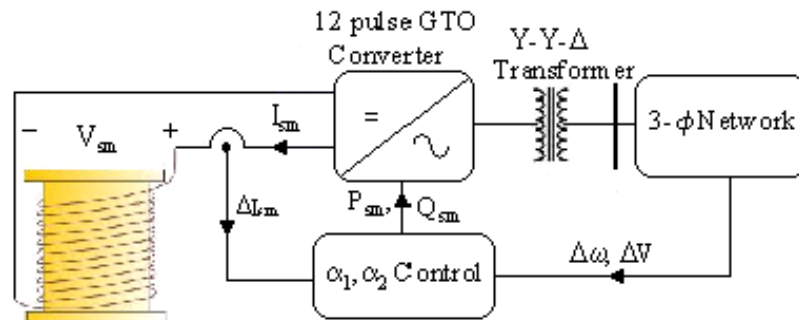 12 pulse GTO
Converter
Y-Y-Δ
Transformer
3-ϕ Network
− V_sm +
I_sm
=
ΔI_sm
P_sm, Q_sm
α₁, α₂ Control
Δω, ΔV